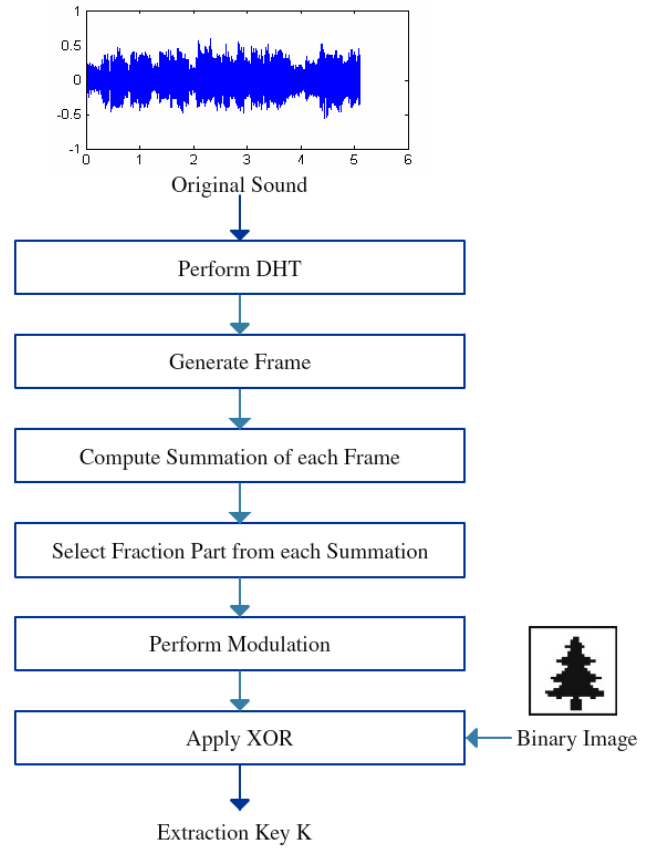 1
0.5
0
-0.5
-1
0 1 2 3 4 5 6
Original Sound
Perform DHT
Generate Frame
Compute Summation of each Frame
Select Fraction Part from each Summation
Perform Modulation
Apply XOR
Binary Image
Extraction Key K